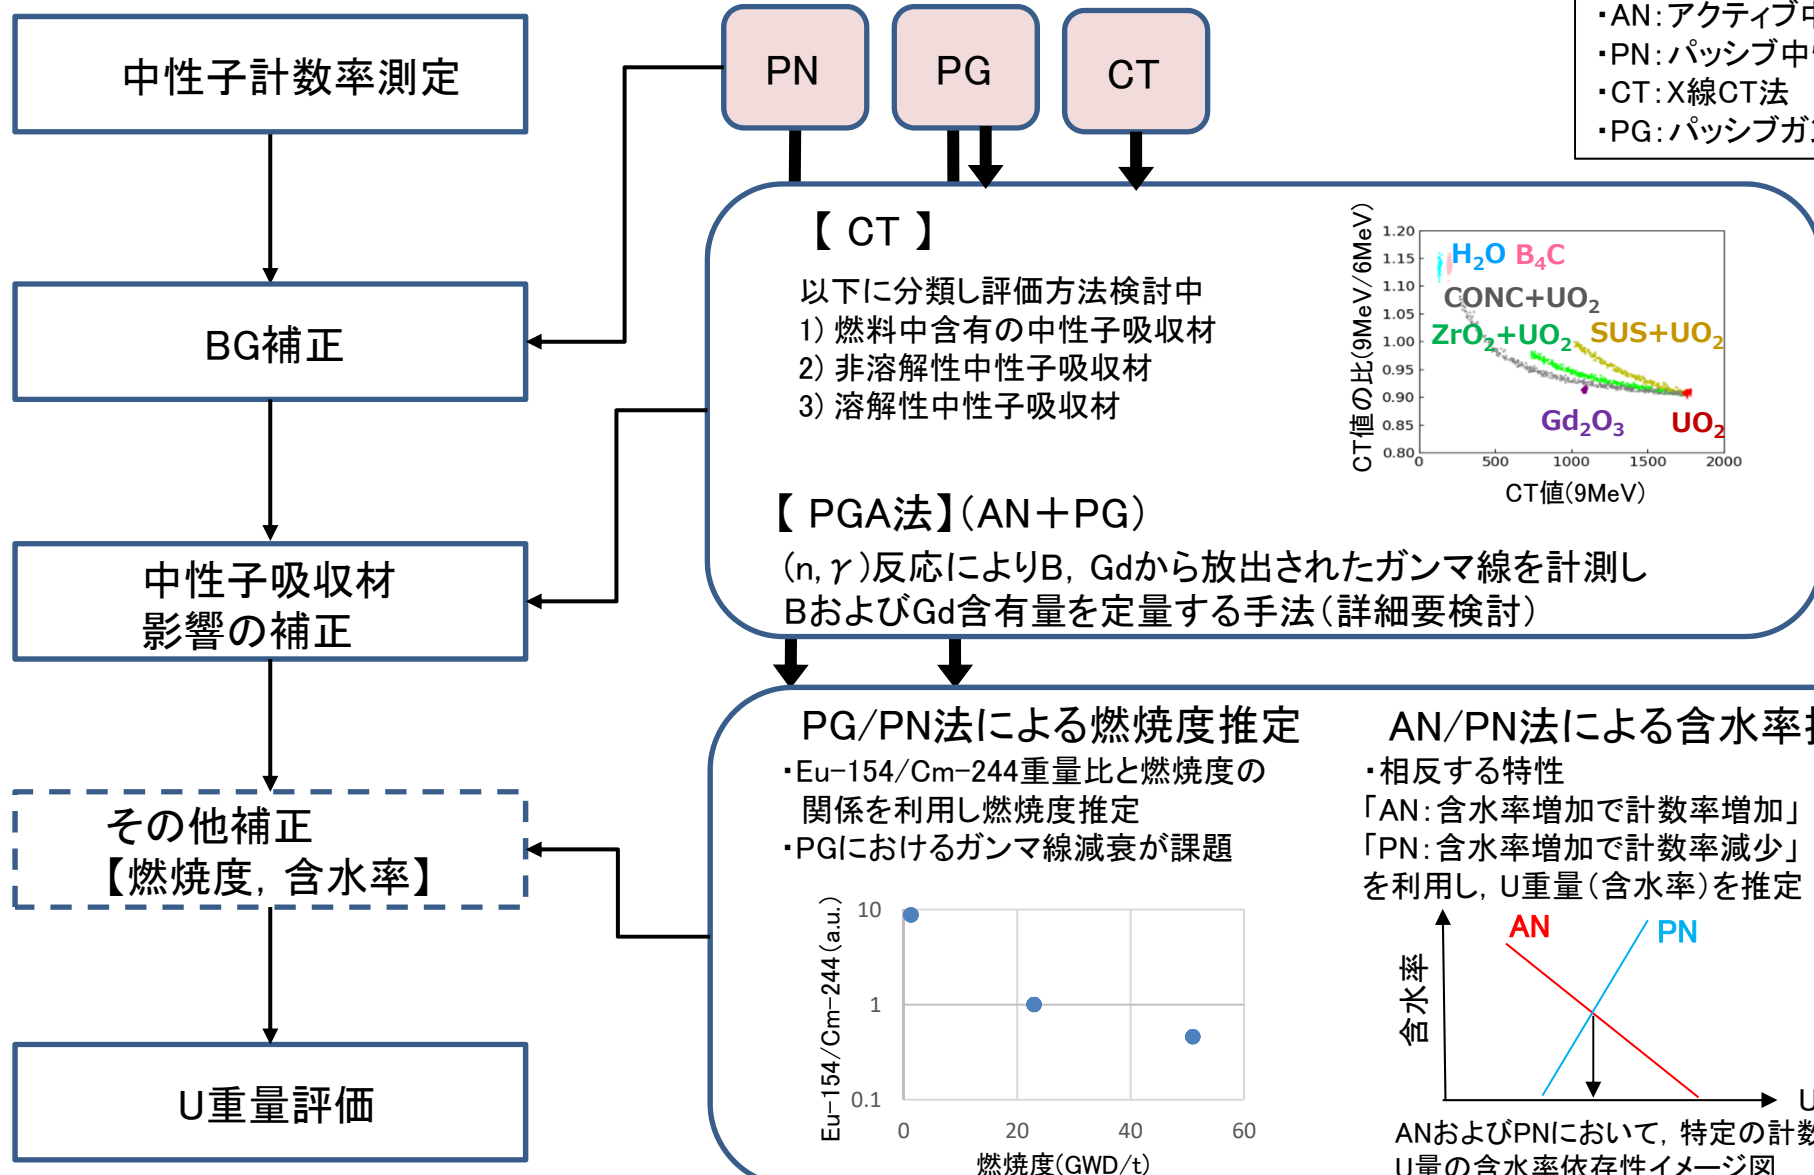 中性子計数率測定
BG補正
中性子吸収材
影響の補正
その他補正
【燃焼度, 含水率】
U重量評価
PN
PG
CT
・AN:アクティブ中
・PN:パッシブ中
・CT:X線CT法
・PG:パッシブガ
【 CT 】
以下に分類し評価方法検討中
1) 燃料中含有の中性子吸収材
2) 非溶解性中性子吸収材
3) 溶解性中性子吸収材
CT値の比(9MeV/6MeV)
1.20
1.15
1.10
1.05
1.00
0.95
0.90
0.85
0.80
H2O B4C
CONC+UO2
ZrO2+UO2 SUS+UO2
Gd2O3 UO2
0 500 1000 1500 2000
CT値(9MeV)
【 PGA法】(AN+PG)
(n,γ)反応によりB, Gdから放出されたガンマ線を計測し
BおよびGd含有量を定量する手法(詳細要検討)
PG/PN法による燃焼度推定
・Eu-154/Cm-244重量比と燃焼度の
関係を利用し燃焼度推定
・PGにおけるガンマ線減衰が課題
Eu-154/Cm-244(a.u.)
10
1
0.1
0 20 40 60
燃焼度(GWD/t)
AN/PN法による含水率
・相反する特性
「AN:含水率増加で計数率増加」
「PN:含水率増加で計数率減少」
を利用し, U重量(含水率)を推定
含水率
AN
PN
U
ANおよびPNにおいて, 特定の計数
U量の含水率依存性イメージ図